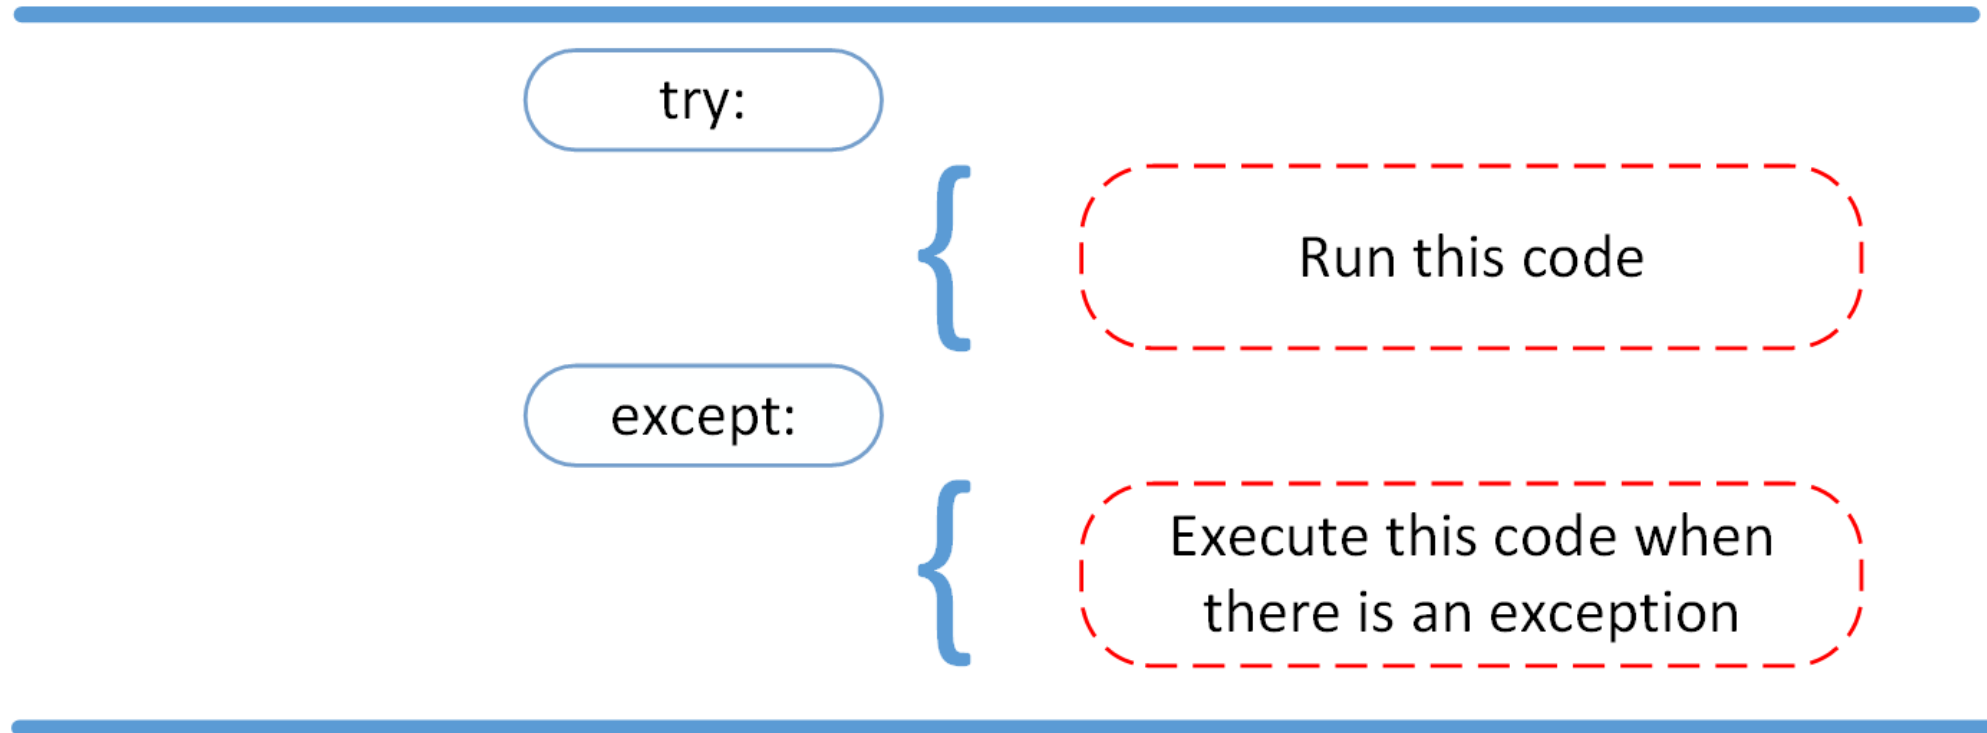 try:
Run this code
except:
Execute this code when
there is an exception